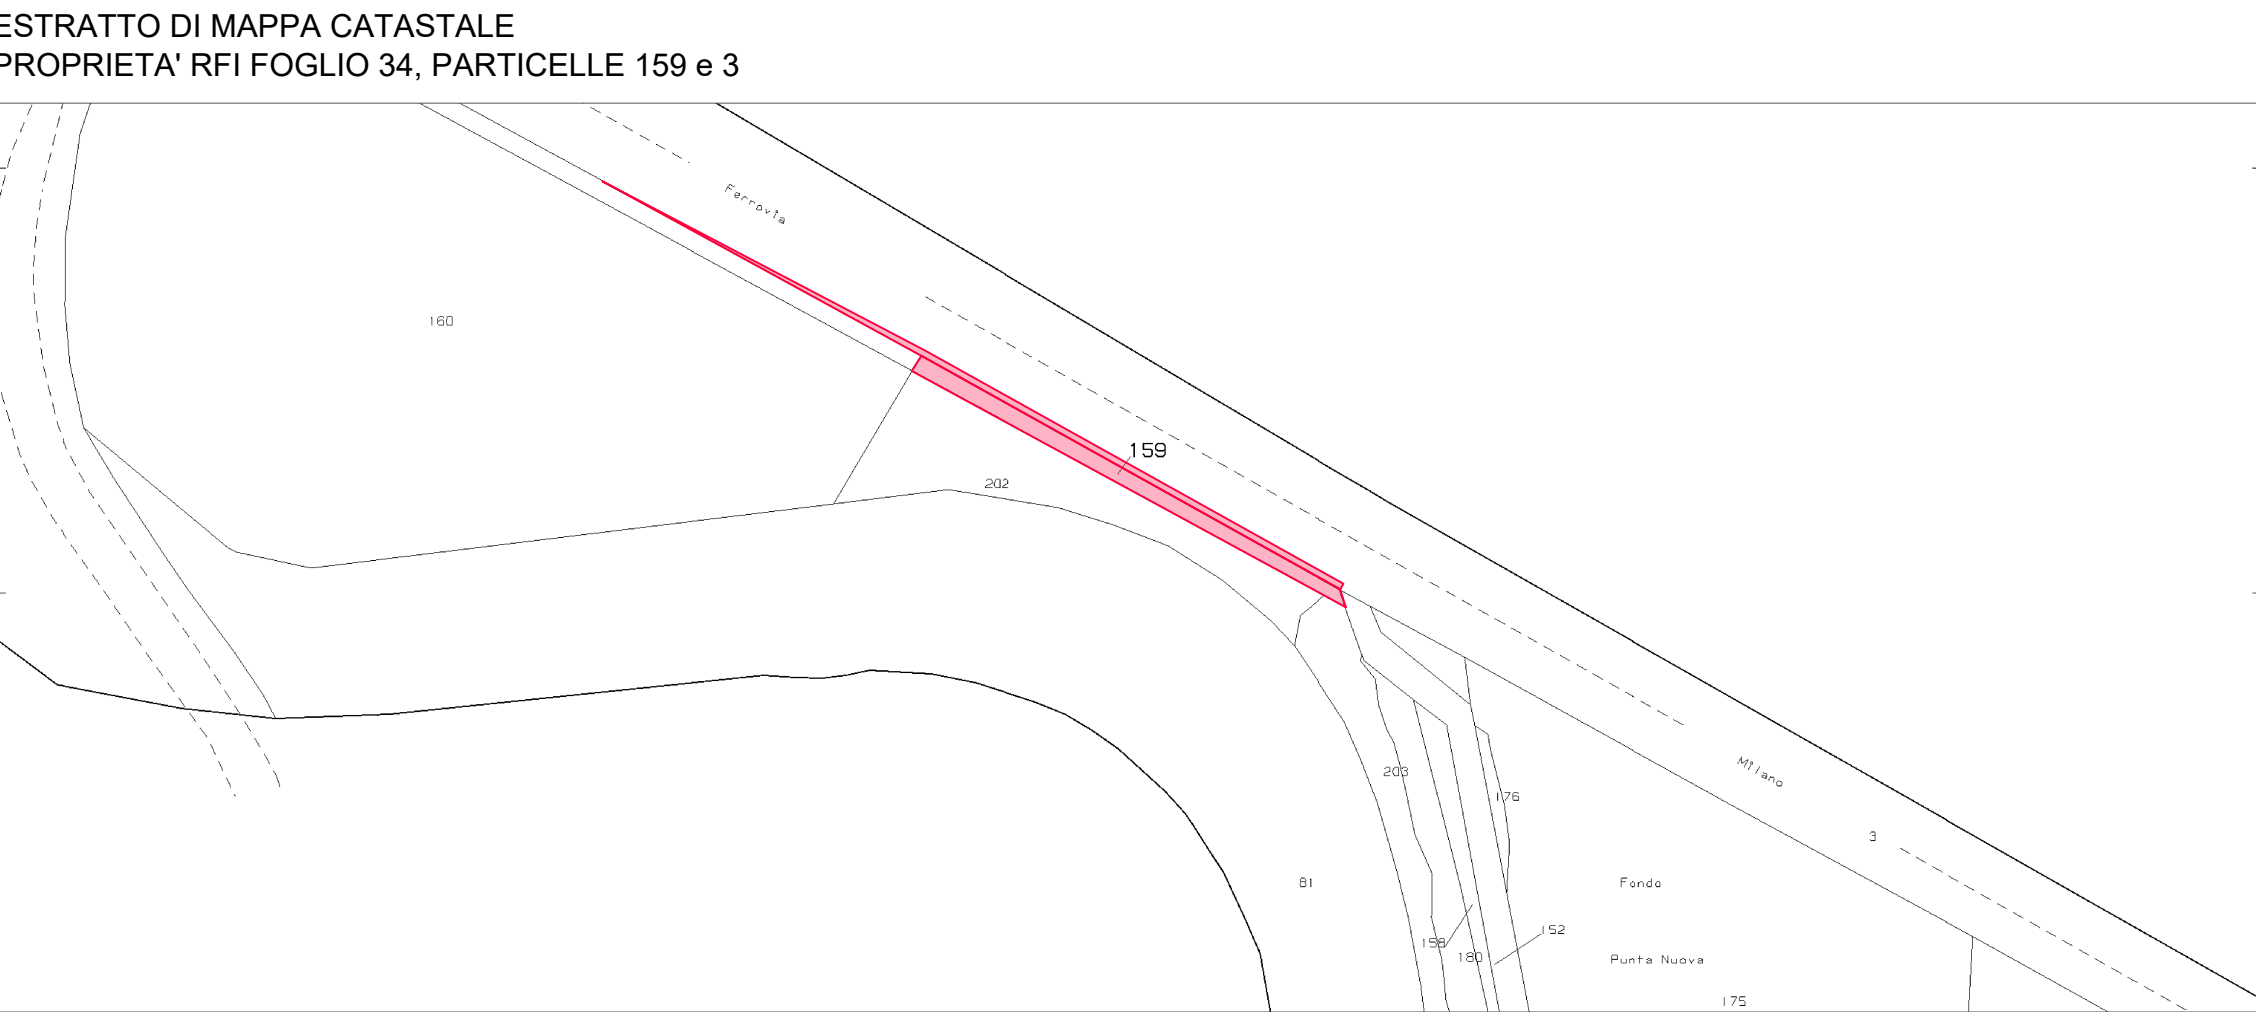 ESTRATTO DI MAPPA CATASTALE
PROPRIETA' RFI FOGLIO 34, PARTICELLE 159 e 3
Ferrovia
160
159
202
Milano
203
176
3
81
Fondo
158
152
180
Punta Nuova
175